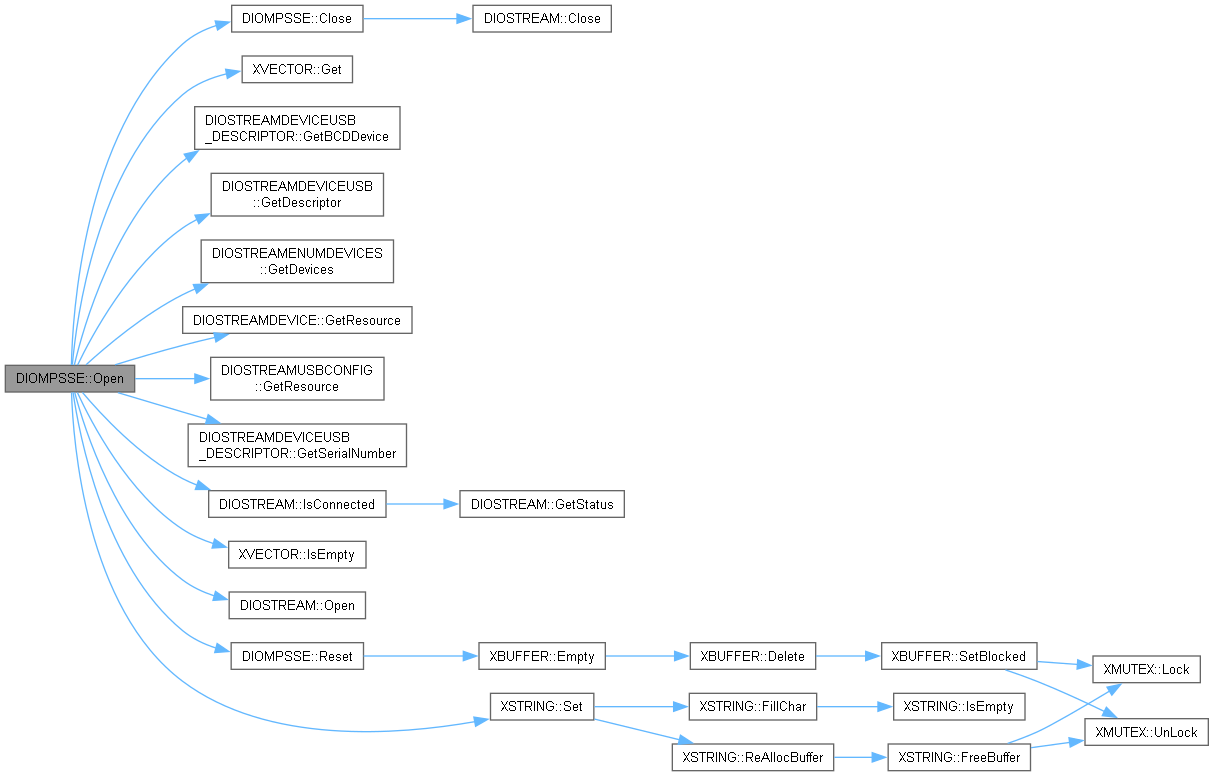 DIOMPSSE::Close
DIOSTREAM::Close
XVECTOR::Get
DIOSTREAMDEVICEUSB
_DESCRIPTOR::GetBCDDevice
DIOSTREAMDEVICEUSB
::GetDescriptor
DIOSTREAMENUMDEVICES
::GetDevices
DIOSTREAMDEVICE::GetResource
DIOMPSSE::Open
DIOSTREAMUSBCONFIG
::GetResource
DIOSTREAMDEVICEUSB
_DESCRIPTOR::GetSerialNumber
DIOSTREAM::IsConnected
DIOSTREAM::GetStatus
XVECTOR::IsEmpty
DIOSTREAM::Open
DIOMPSSE::Reset
XBUFFER::Empty
XBUFFER::Delete
XBUFFER::SetBlocked
XMUTEX::Lock
XSTRING::Set
XSTRING::FillChar
XSTRING::IsEmpty
XMUTEX::UnLock
XSTRING::ReAllocBuffer
XSTRING::FreeBuffer